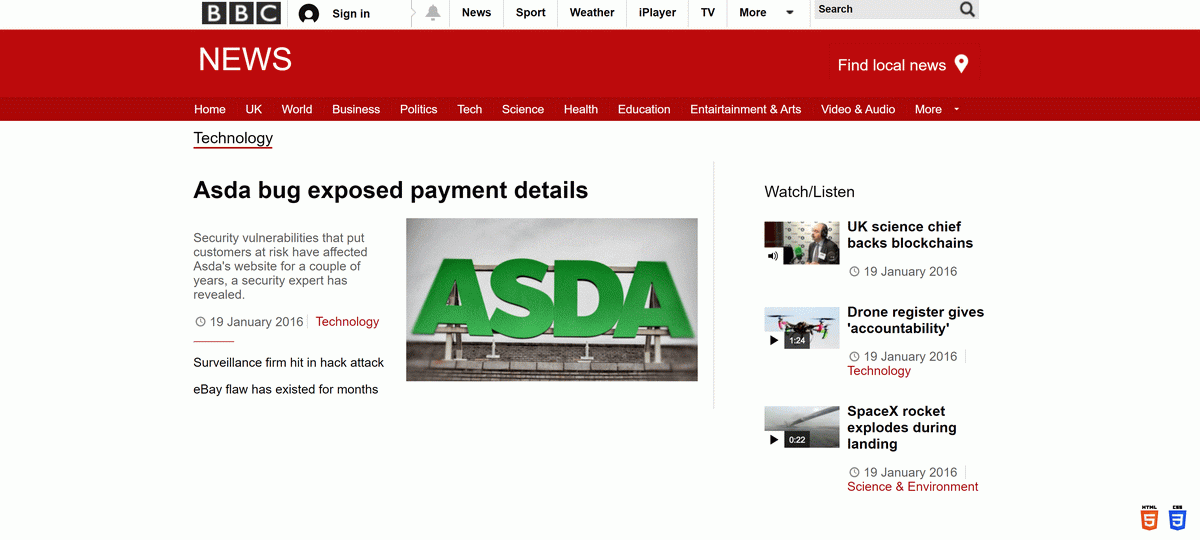 BBC Sign in News Sport Weather iPlayer TV More Search
NEWS
Find local news
Home UK World Business Politics Tech Science Health Education Entairtainment & Arts Video & Audio More
Technology
Asda bug exposed payment details
Security vulnerabilities that put
customers at risk have affected
Asda's website for a couple of
years, a security expert has
revealed.
19 January 2016 Technology
Surveillance firm hit in hack attack
eBay flaw has existed for months
ASDA
Watch/Listen
UK science chief
backs blockchains
19 January 2016
Drone register gives
'accountability'
1:24
19 January 2016
Technology
SpaceX rocket
explodes during
landing
0:22
19 January 2016
Science & Environment
HTML 5 CSS 3